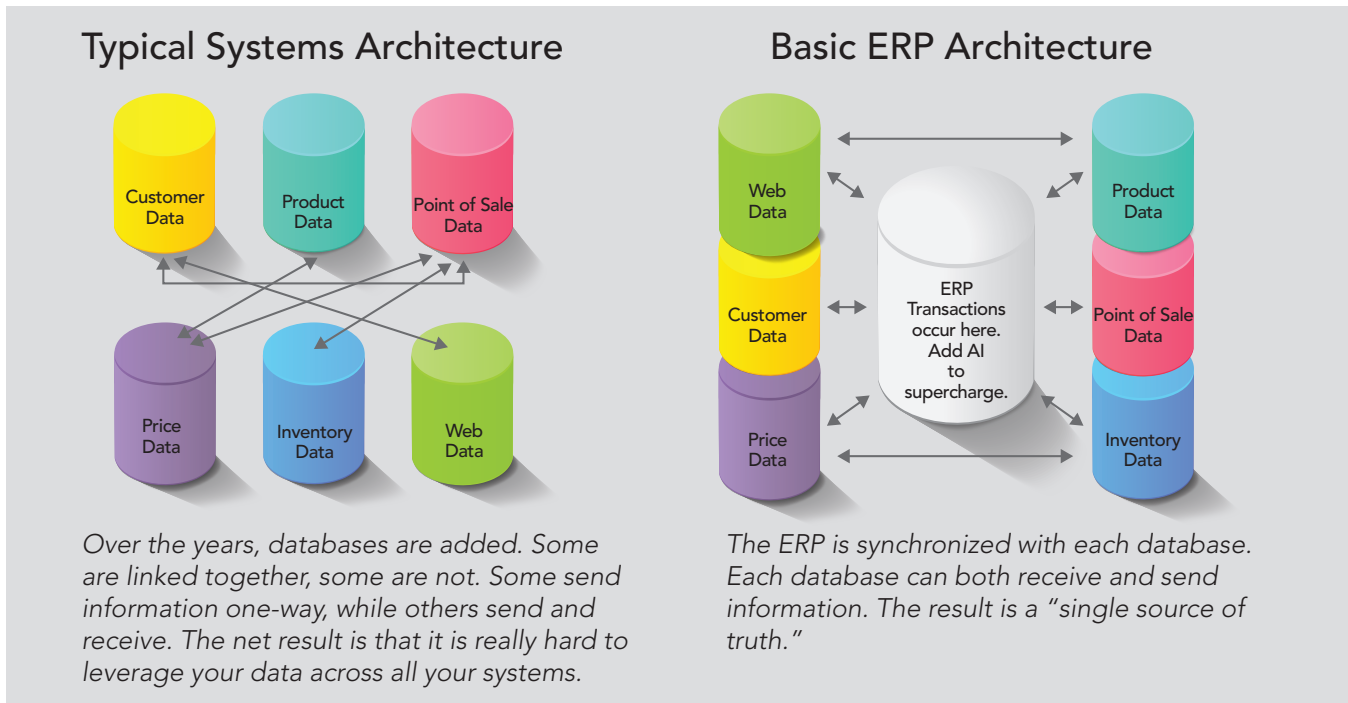 Typical Systems Architecture
Customer
Data
Product
Data
Point of Sale
Data
Price
Data
Inventory
Data
Web
Data
Over the years, databases are added. Some
are linked together, some are not. Some send
information one-way, while others send and
receive. The net result is that it is really hard to
leverage your data across all your systems.
Basic ERP Architecture
Web
Data
Customer
Data
Price
Data
ERP
Transactions
occur here.
Add AI
to
supercharge.
Product
Data
Point of Sale
Data
Inventory
Data
The ERP is synchronized with each database.
Each database can both receive and send
information. The result is a “single source of
truth.”